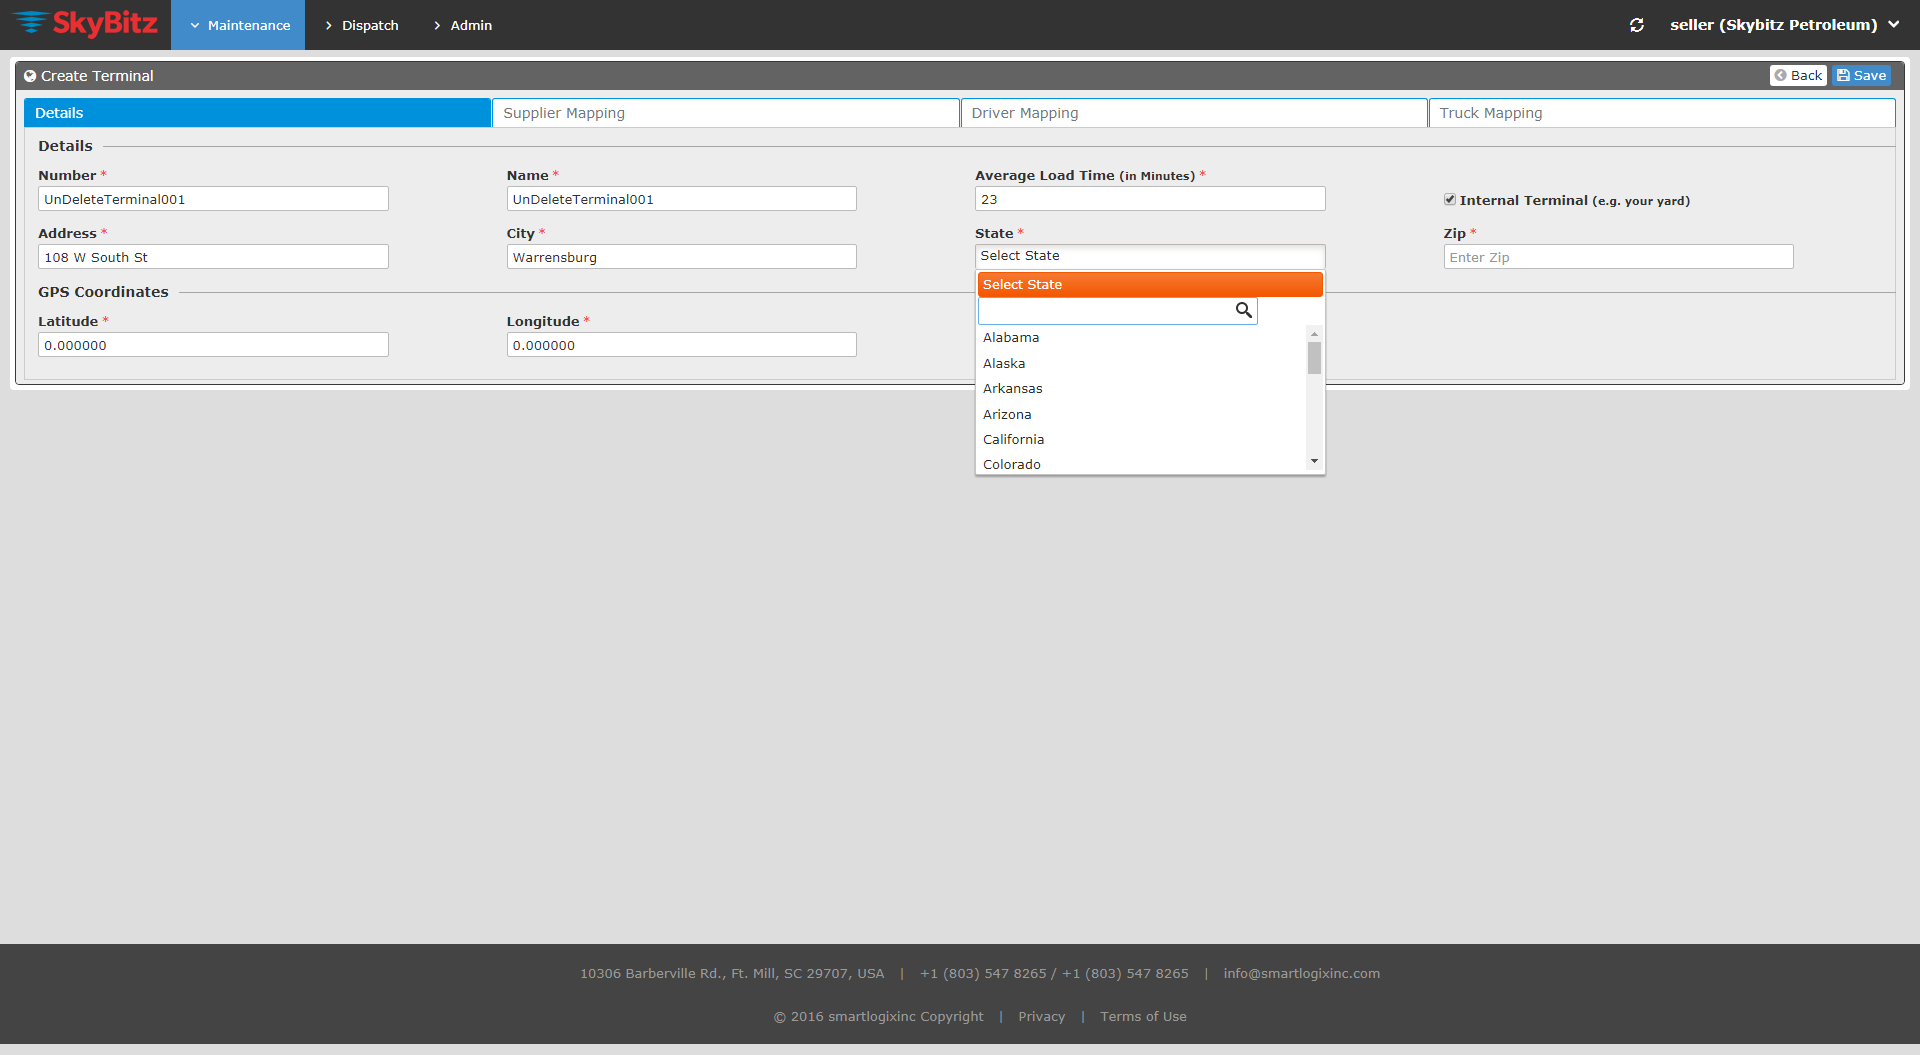 SkyBitz
Maintenance
Dispatch
Admin
seller (Skybitz Petroleum)
Create Terminal
Back
Save
Details
Supplier Mapping
Driver Mapping
Truck Mapping
Details
Number *
Name *
Average Load Time (in Minutes) *
UnDeleteTerminal001
UnDeleteTerminal001
23
Internal Terminal (e.g. your yard)
Address *
City *
State *
Zip *
108 W South St
Warrensburg
Select State
Enter Zip
Select State
GPS Coordinates
Latitude *
Longitude *
0.000000
0.000000
Alabama
Alaska
Arkansas
Arizona
California
Colorado
10306 Barberville Rd., Ft. Mill, SC 29707, USA | +1 (803) 547 8265 / +1 (803) 547 8265 | info@smartlogixinc.com
© 2016 smartlogixinc Copyright | Privacy | Terms of Use